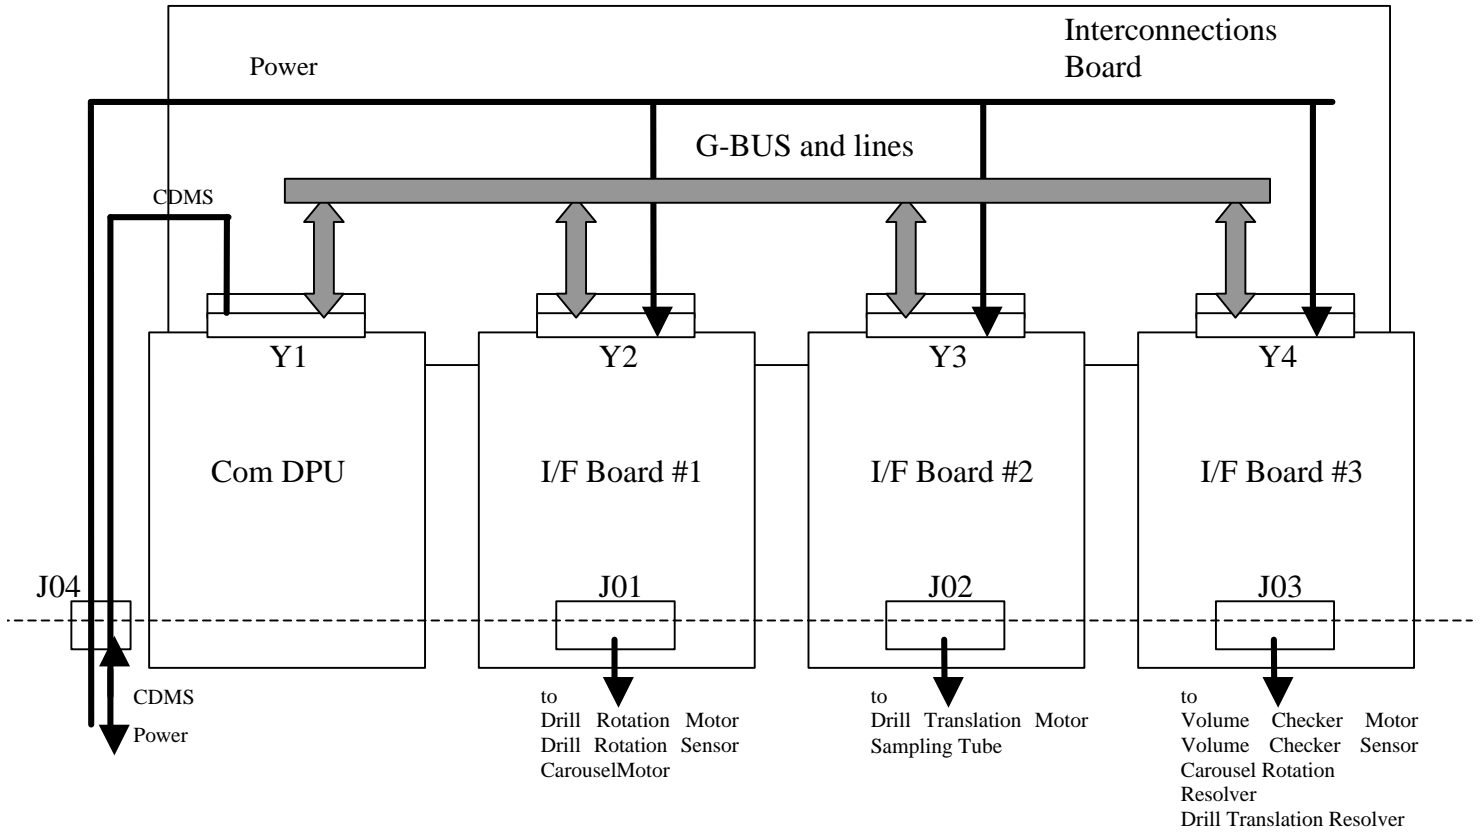 Interconnections
Board
Power
G-BUS and lines
CDMS
Y1
Y2
Y3
Y4
Com DPU
I/F Board #1
I/F Board #2
I/F Board #3
J04
J01
J02
J03
CDMS
Power
to
Drill Rotation Motor
Drill Rotation Sensor
CarouselMotor
to
Drill Translation Motor
Sampling Tube
to
Volume Checker Motor
Volume Checker Sensor
Carousel Rotation
Resolver
Drill Translation Resolver